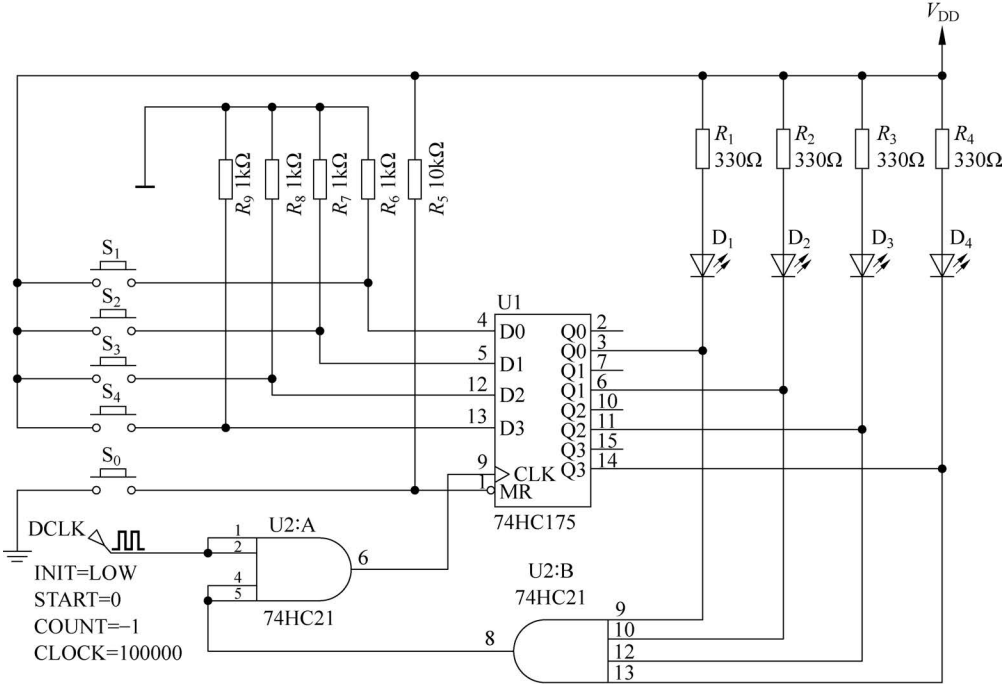 V_DD
R1
330Ω
R2
330Ω
R3
330Ω
R4
330Ω
R9 1kΩ
R8 1kΩ
R7 1kΩ
R6 1kΩ
R5 10kΩ
D1
D2
D3
D4
S1
S2
S3
S4
S0
U1
4 D0
5 D1
12 D2
13 D3
9 CLK
1 MR
Q0 2
Q0 3
Q1 7
Q1 6
Q2 10
Q2 11
Q3 15
Q3 14
74HC175
DCLK
INIT=LOW
START=0
COUNT=−1
CLOCK=100000
U2:A
1
2
4
5
6
74HC21
U2:B
74HC21
8
9
10
12
13